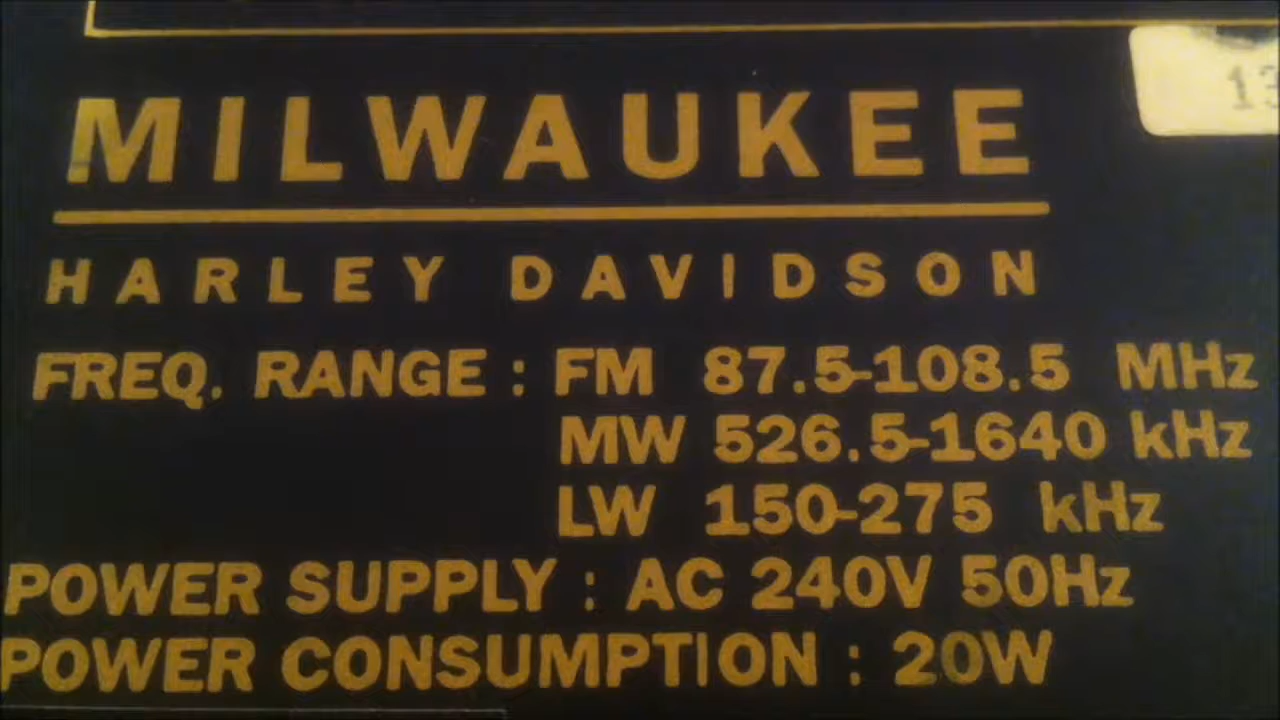 13
MILWAUKEE
HARLEY DAVIDSON
FREQ. RANGE : FM 87.5-108.5 MHz
MW 526.5-1640 kHz
LW 150-275 kHz
POWER SUPPLY : AC 240V 50Hz
POWER CONSUMPTION : 20W